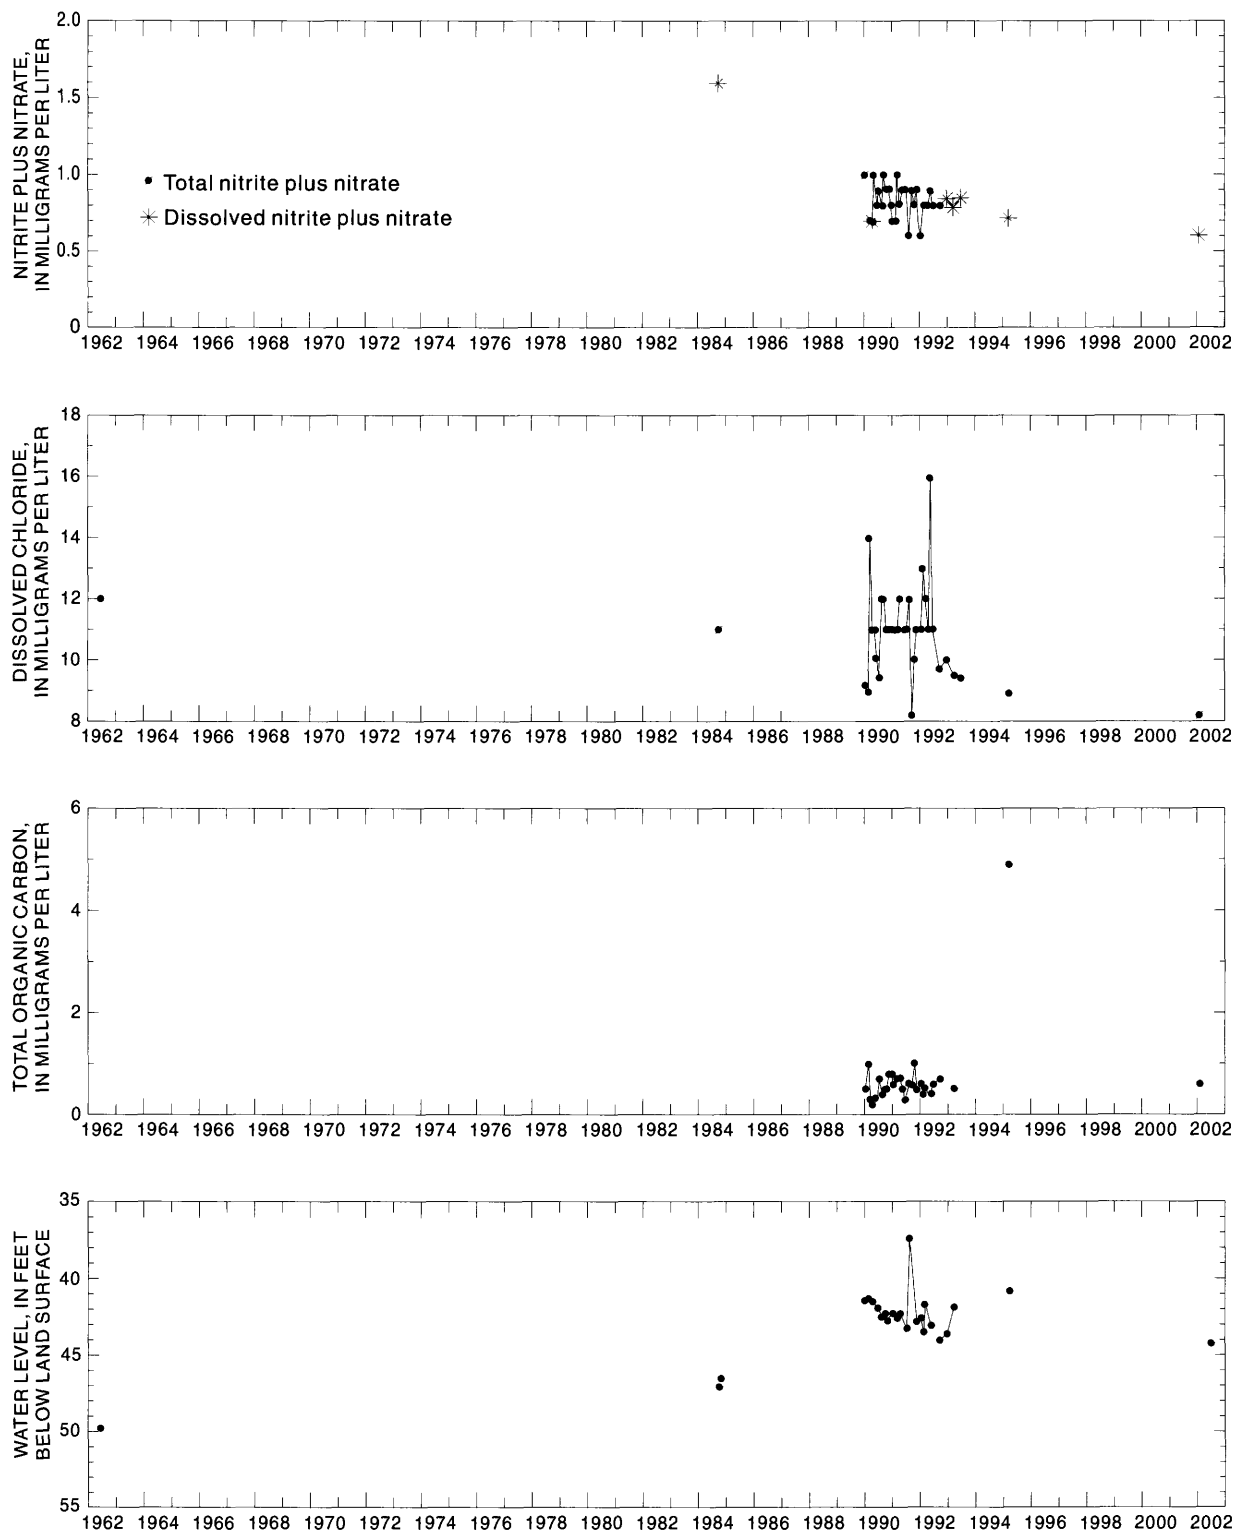 NITRITE PLUS NITRATE,
IN MILLIGRAMS PER LITER
2.0
1.5
1.0
0.5
0
Total nitrite plus nitrate
Dissolved nitrite plus nitrate
1962 1964 1966 1968 1970 1972 1974 1976 1978 1980 1982 1984 1986 1988 1990 1992 1994 1996 1998 2000 2002
DISSOLVED CHLORIDE,
IN MILLIGRAMS PER LITER
18
16
14
12
10
8
1962 1964 1966 1968 1970 1972 1974 1976 1978 1980 1982 1984 1986 1988 1990 1992 1994 1996 1998 2000 2002
TOTAL ORGANIC CARBON,
IN MILLIGRAMS PER LITER
6
4
2
0
1962 1964 1966 1968 1970 1972 1974 1976 1978 1980 1982 1984 1986 1988 1990 1992 1994 1996 1998 2000 2002
WATER LEVEL, IN FEET
BELOW LAND SURFACE
35
40
45
50
55
1962 1964 1966 1968 1970 1972 1974 1976 1978 1980 1982 1984 1986 1988 1990 1992 1994 1996 1998 2000 2002